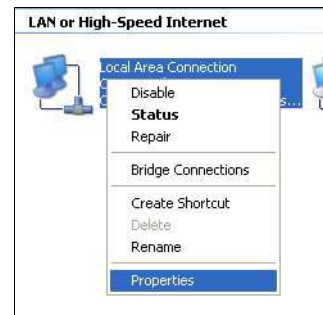 LAN or High-Speed Internet
Local Area Connection
Disable
Status
Repair
Bridge Connections
Create Shortcut
Delete
Rename
Properties